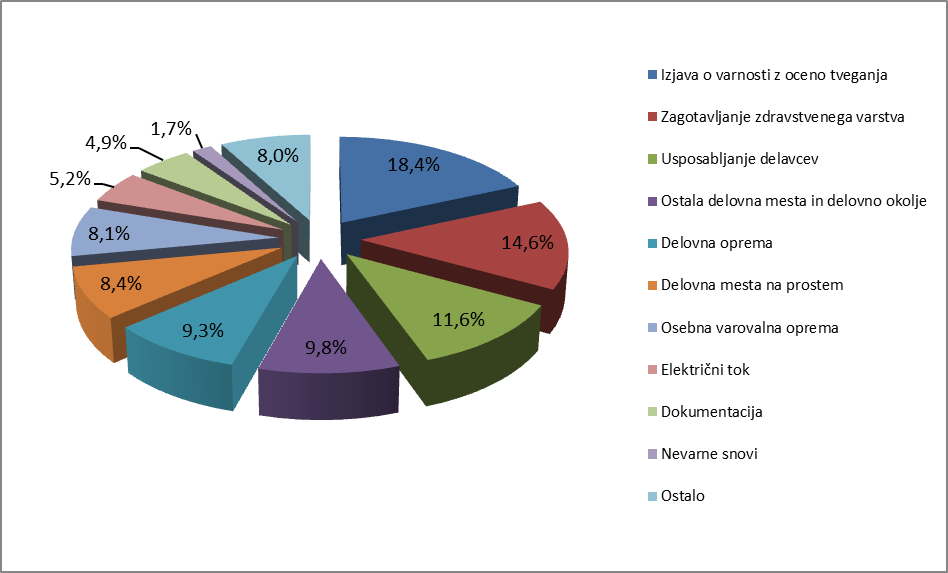 18,4%
14,6%
11,6%
9,8%
9,3%
8,4%
8,1%
5,2%
4,9%
1,7%
8,0%
Izjava o varnosti z oceno tveganja
Zagotavljanje zdravstvenega varstva
Usposabljanje delavcev
Ostala delovna mesta in delovno okolje
Delovna oprema
Delovna mesta na prostem
Osebna varovalna oprema
Električni tok
Dokumentacija
Nevarne snovi
Ostalo